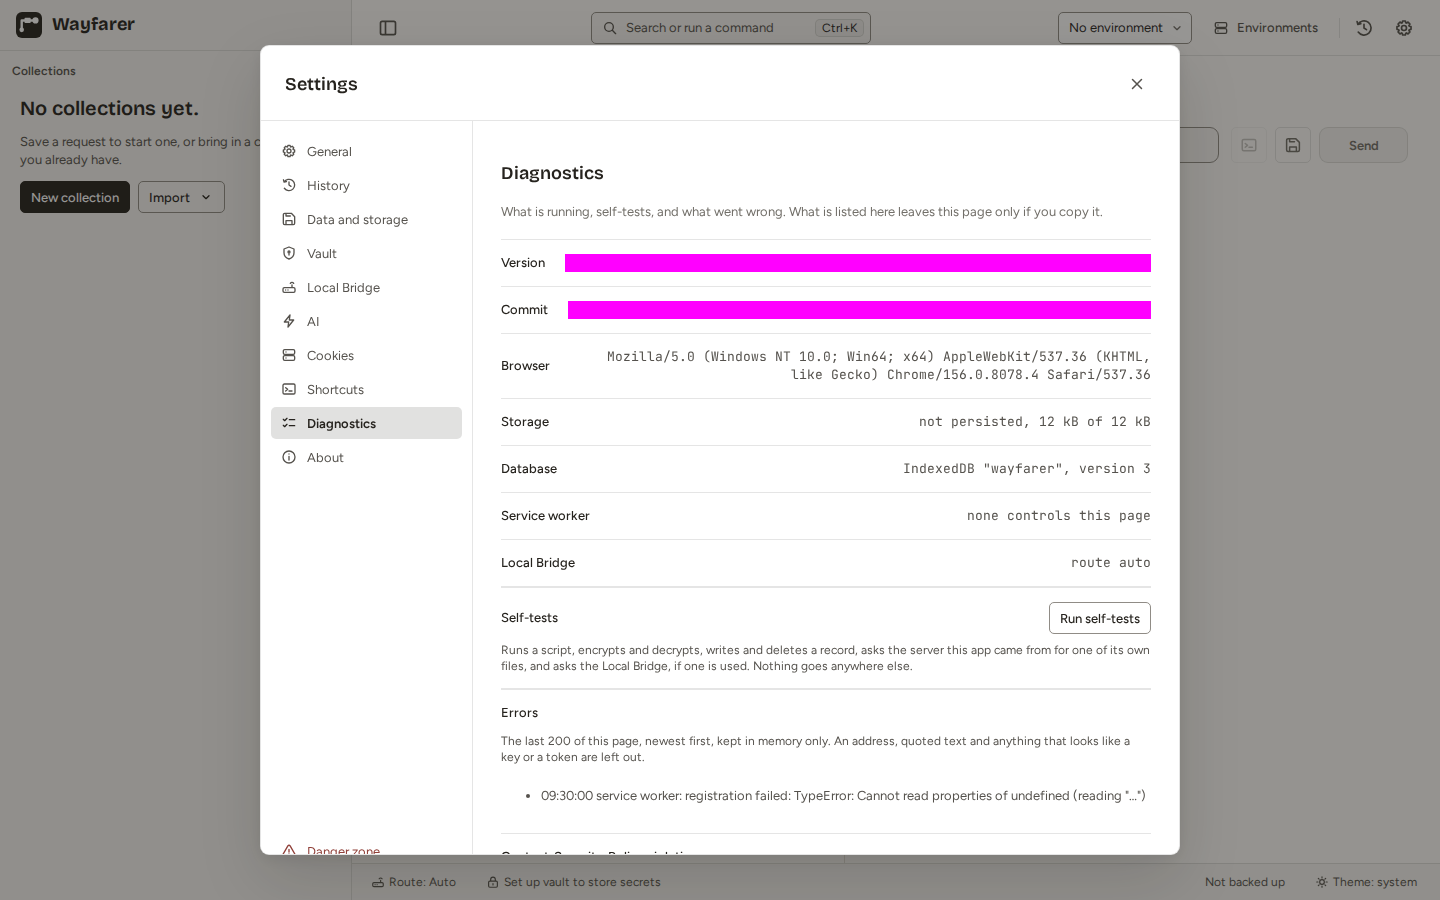 Wayfarer
Search or run a command
Ctrl+K
No environment
Environments
Collections
No collections yet.
Save a request to start one, or bring in a c
you already have.
New collection
Import
Send
Settings
General
History
Data and storage
Vault
Local Bridge
AI
Cookies
Shortcuts
Diagnostics
About
Danger zone
Diagnostics
What is running, self-tests, and what went wrong. What is listed here leaves this page only if you copy it.
Version
Commit
Browser
Mozilla/5.0 (Windows NT 10.0; Win64; x64) AppleWebKit/537.36 (KHTML,
like Gecko) Chrome/156.0.8078.4 Safari/537.36
Storage
not persisted, 12 kB of 12 kB
Database
IndexedDB "wayfarer", version 3
Service worker
none controls this page
Local Bridge
route auto
Self-tests
Run self-tests
Runs a script, encrypts and decrypts, writes and deletes a record, asks the server this app came from for one of its own
files, and asks the Local Bridge, if one is used. Nothing goes anywhere else.
Errors
The last 200 of this page, newest first, kept in memory only. An address, quoted text and anything that looks like a
key or a token are left out.
• 09:30:00 service worker: registration failed: TypeError: Cannot read properties of undefined (reading "…")
Route: Auto
Set up vault to store secrets
Not backed up
Theme: system